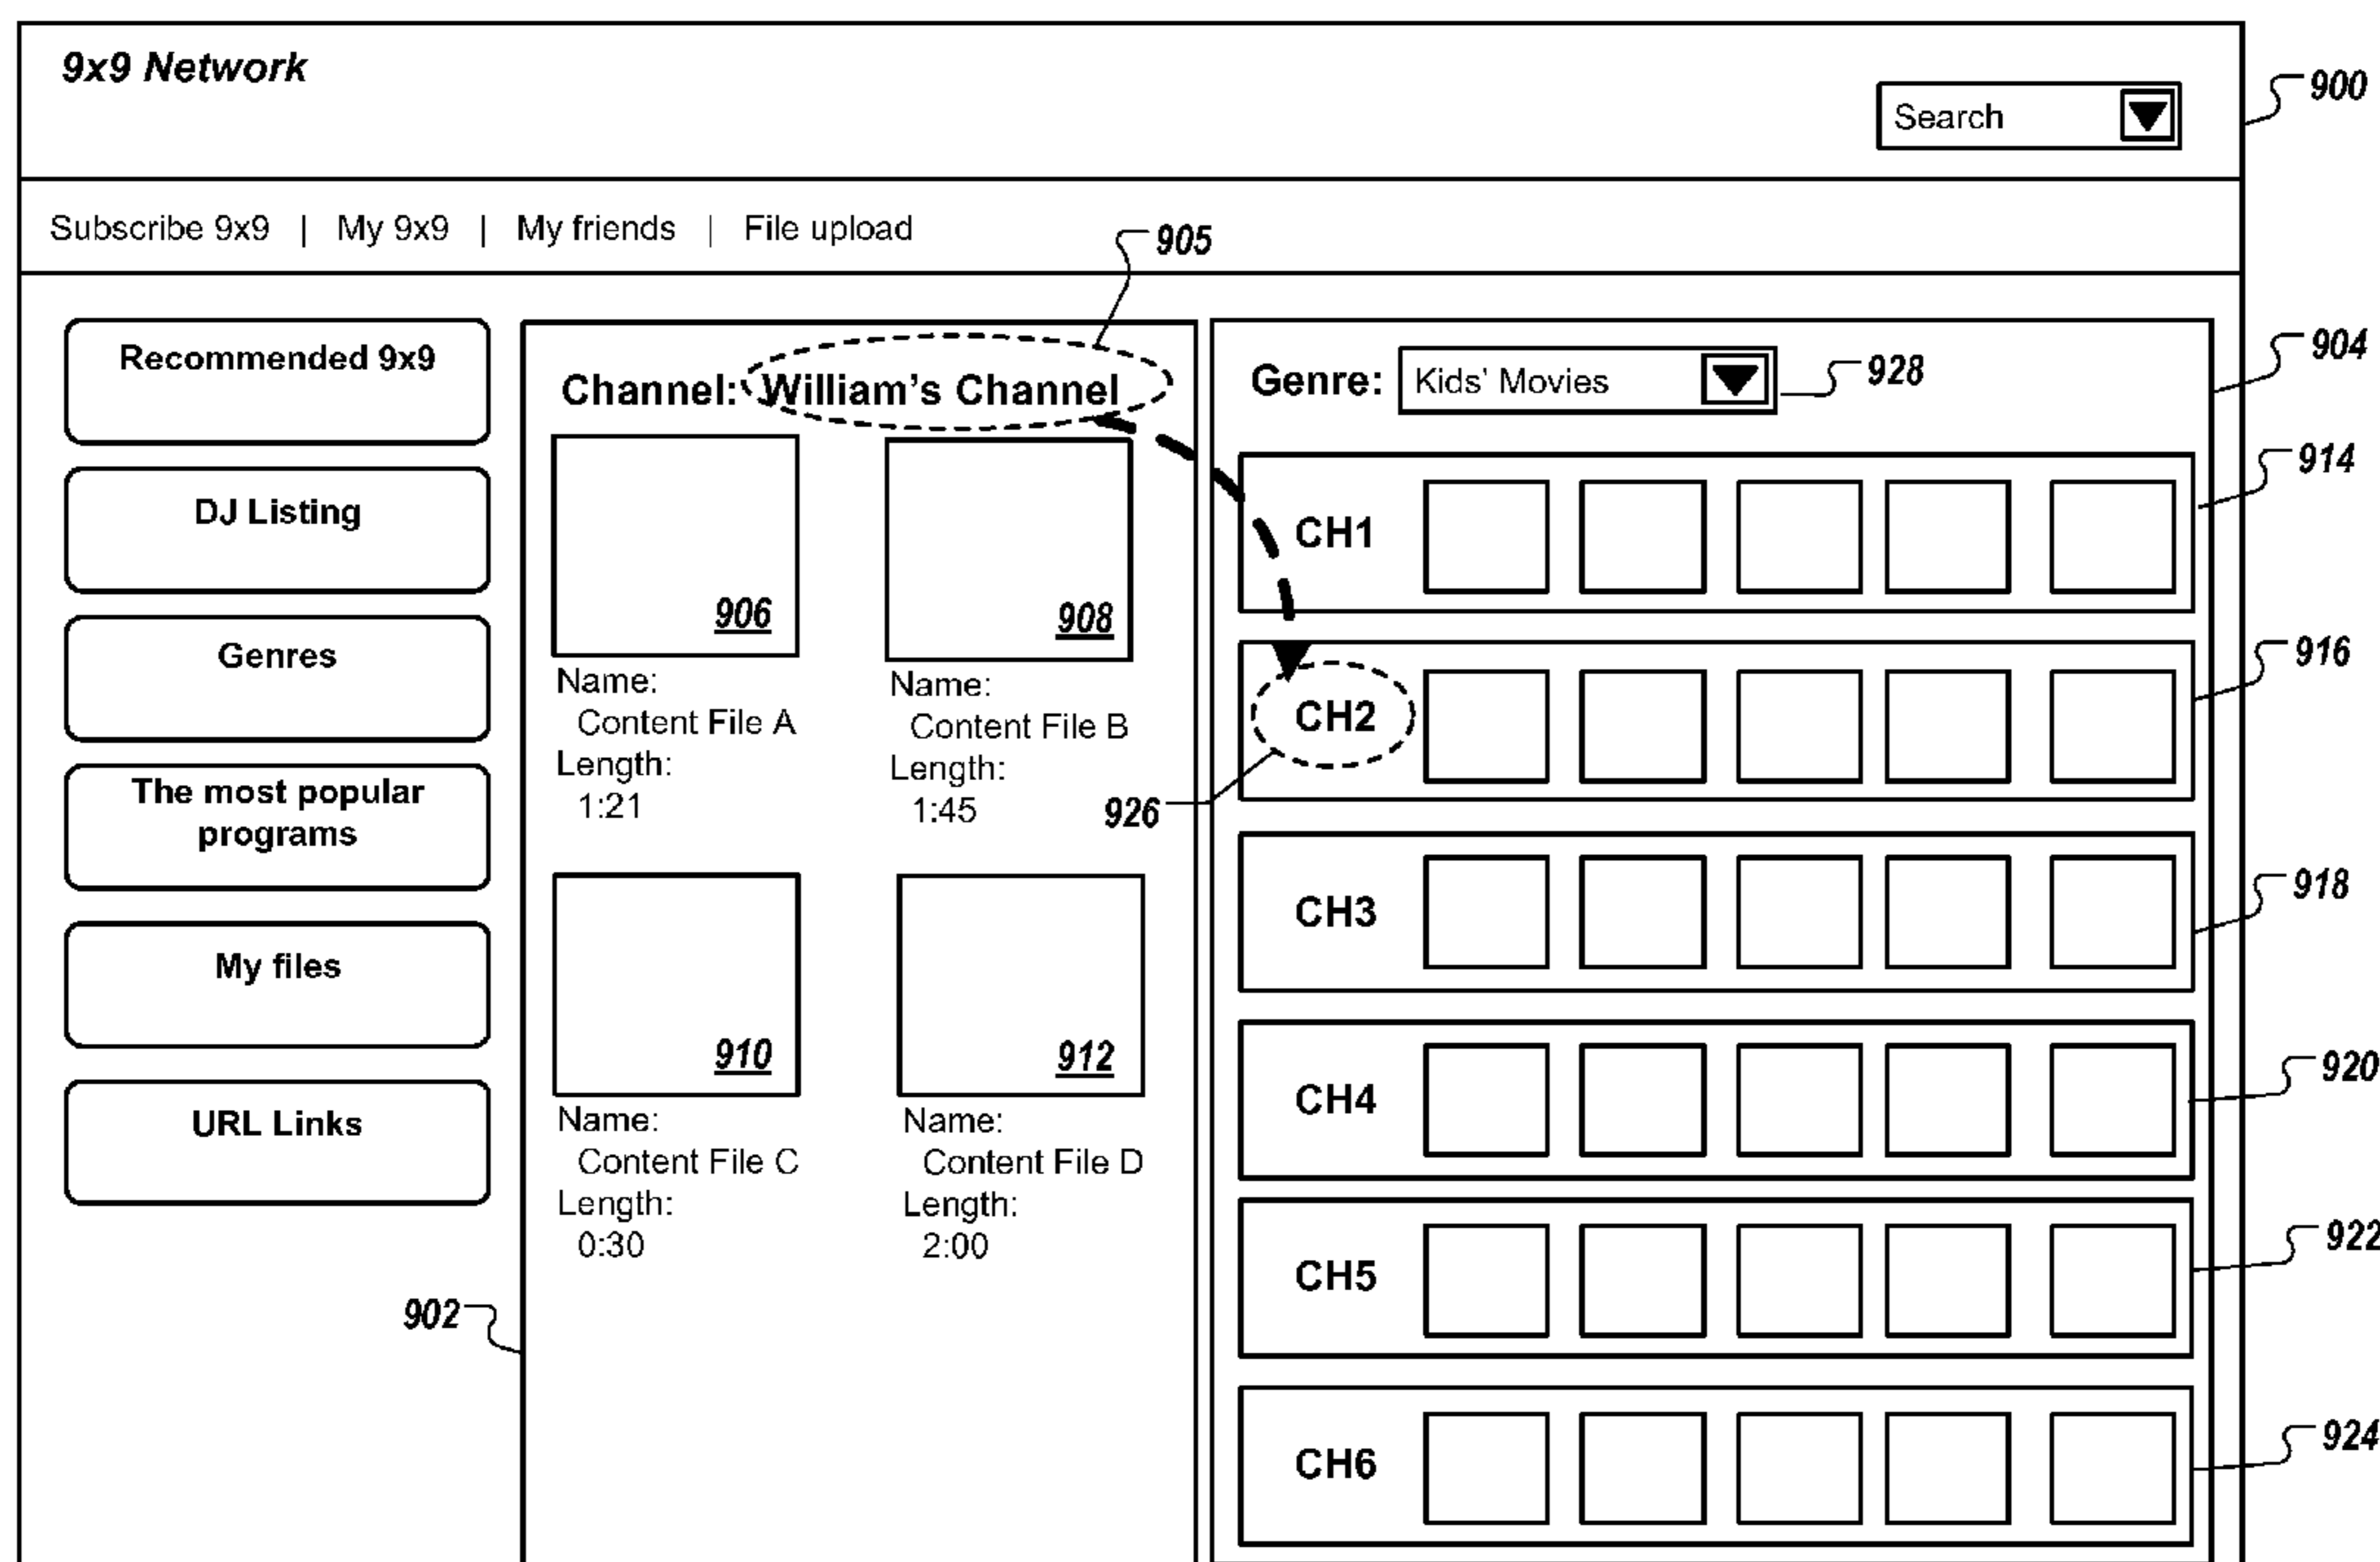 9x9 Network
Search
900
Subscribe 9x9 | My 9x9 | My friends | File upload
905
Recommended 9x9
DJ Listing
Genres
The most popular
programs
My files
URL Links
Channel: William's Channel
906
Name:
Content File A
Length:
1:21
908
Name:
Content File B
Length:
1:45
910
Name:
Content File C
Length:
0:30
912
Name:
Content File D
Length:
2:00
902
Genre: Kids' Movies
928
904
CH1
914
CH2
916
926
CH3
918
CH4
920
CH5
922
CH6
924